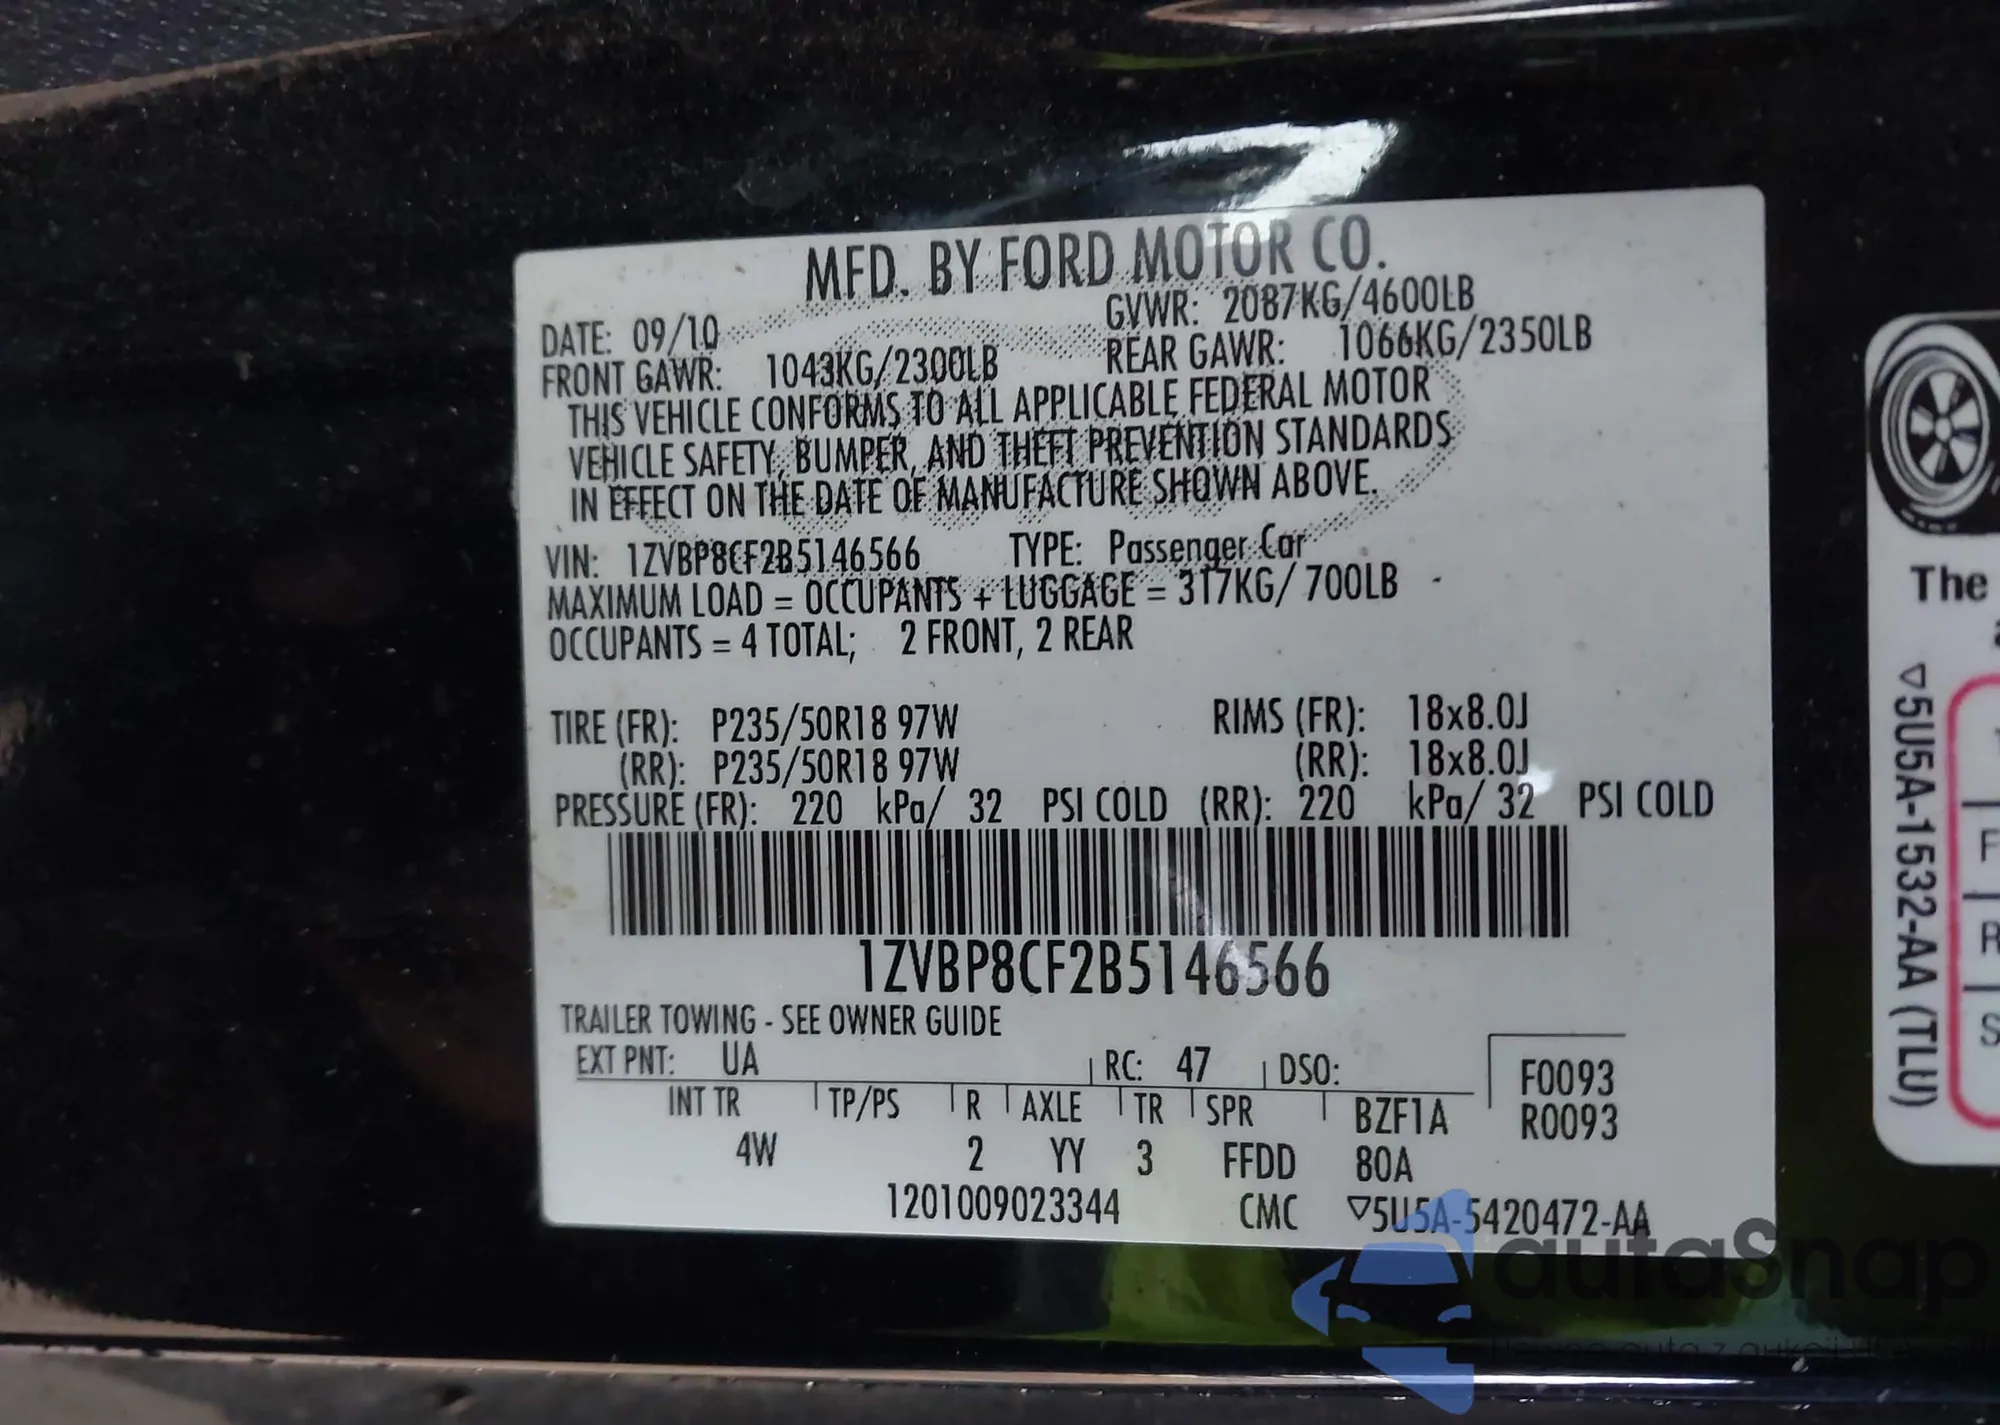 MFD. BY FORD MOTOR CO.
DATE: 09/10 GVWR: 2087KG/4600LB
FRONT GAWR: 1043KG/2300LB REAR GAWR: 1066KG/2350LB
THIS VEHICLE CONFORMS TO ALL APPLICABLE FEDERAL MOTOR
VEHICLE SAFETY, BUMPER, AND THEFT PREVENTION STANDARDS
IN EFFECT ON THE DATE OF MANUFACTURE SHOWN ABOVE.
VIN: 1ZVBP8CF2B5146566 TYPE: Passenger Car
MAXIMUM LOAD = OCCUPANTS + LUGGAGE = 317KG/ 700LB
OCCUPANTS = 4 TOTAL; 2 FRONT, 2 REAR
TIRE (FR): P235/50R18 97W RIMS (FR): 18x8.0J
(RR): P235/50R18 97W (RR): 18x8.0J
PRESSURE (FR): 220 kPa/ 32 PSI COLD (RR): 220 kPa/ 32 PSI COLD
1ZVBP8CF2B5146566
TRAILER TOWING - SEE OWNER GUIDE
EXT PNT: UA RC: 47 DSO: F0093
INT TR TP/PS R AXLE TR SPR BZF1A R0093
4W 2 YY 3 FFDD 80A
1201009023344 CMC ▽5U5A-5420472-AA
The
▽5U5A-1532-AA (TLU)
F
R
S
autaSnap